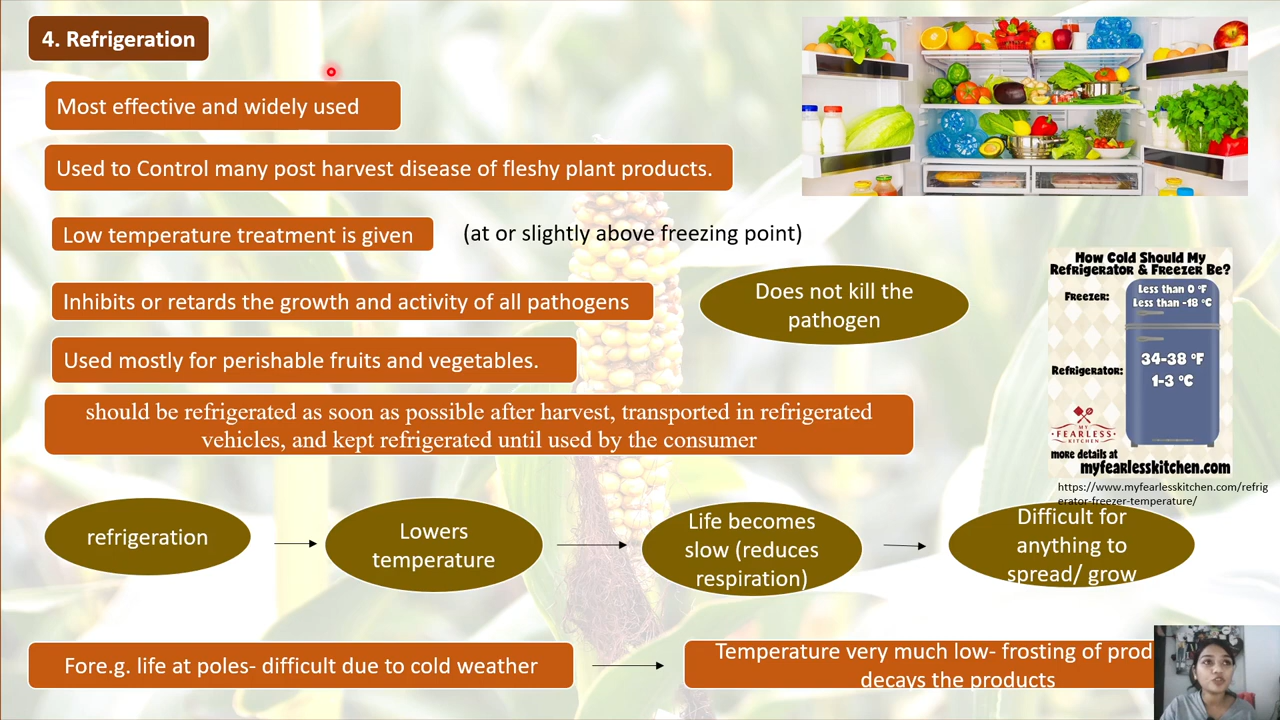 4. Refrigeration
Most effective and widely used
Used to Control many post harvest disease of fleshy plant products.
Low temperature treatment is given
(at or slightly above freezing point)
Inhibits or retards the growth and activity of all pathogens
Does not kill the
pathogen
Used mostly for perishable fruits and vegetables.
should be refrigerated as soon as possible after harvest, transported in refrigerated
vehicles, and kept refrigerated until used by the consumer
How Cold Should My
Refrigerator & Freezer Be?
Freezer:
Less than 0 °F
Less than -18 °C
Refrigerator:
34-38 °F
1-3 °C
MY
FEARLESS
KITCHEN
more details at
myfearlesskitchen.com
https://www.myfearlesskitchen.com/refrig
erator-freezer-temperature/
refrigeration
Lowers
temperature
Life becomes
slow (reduces
respiration)
Difficult for
anything to
spread/ grow
Fore.g. life at poles- difficult due to cold weather
Temperature very much low- frosting of prod
decays the products